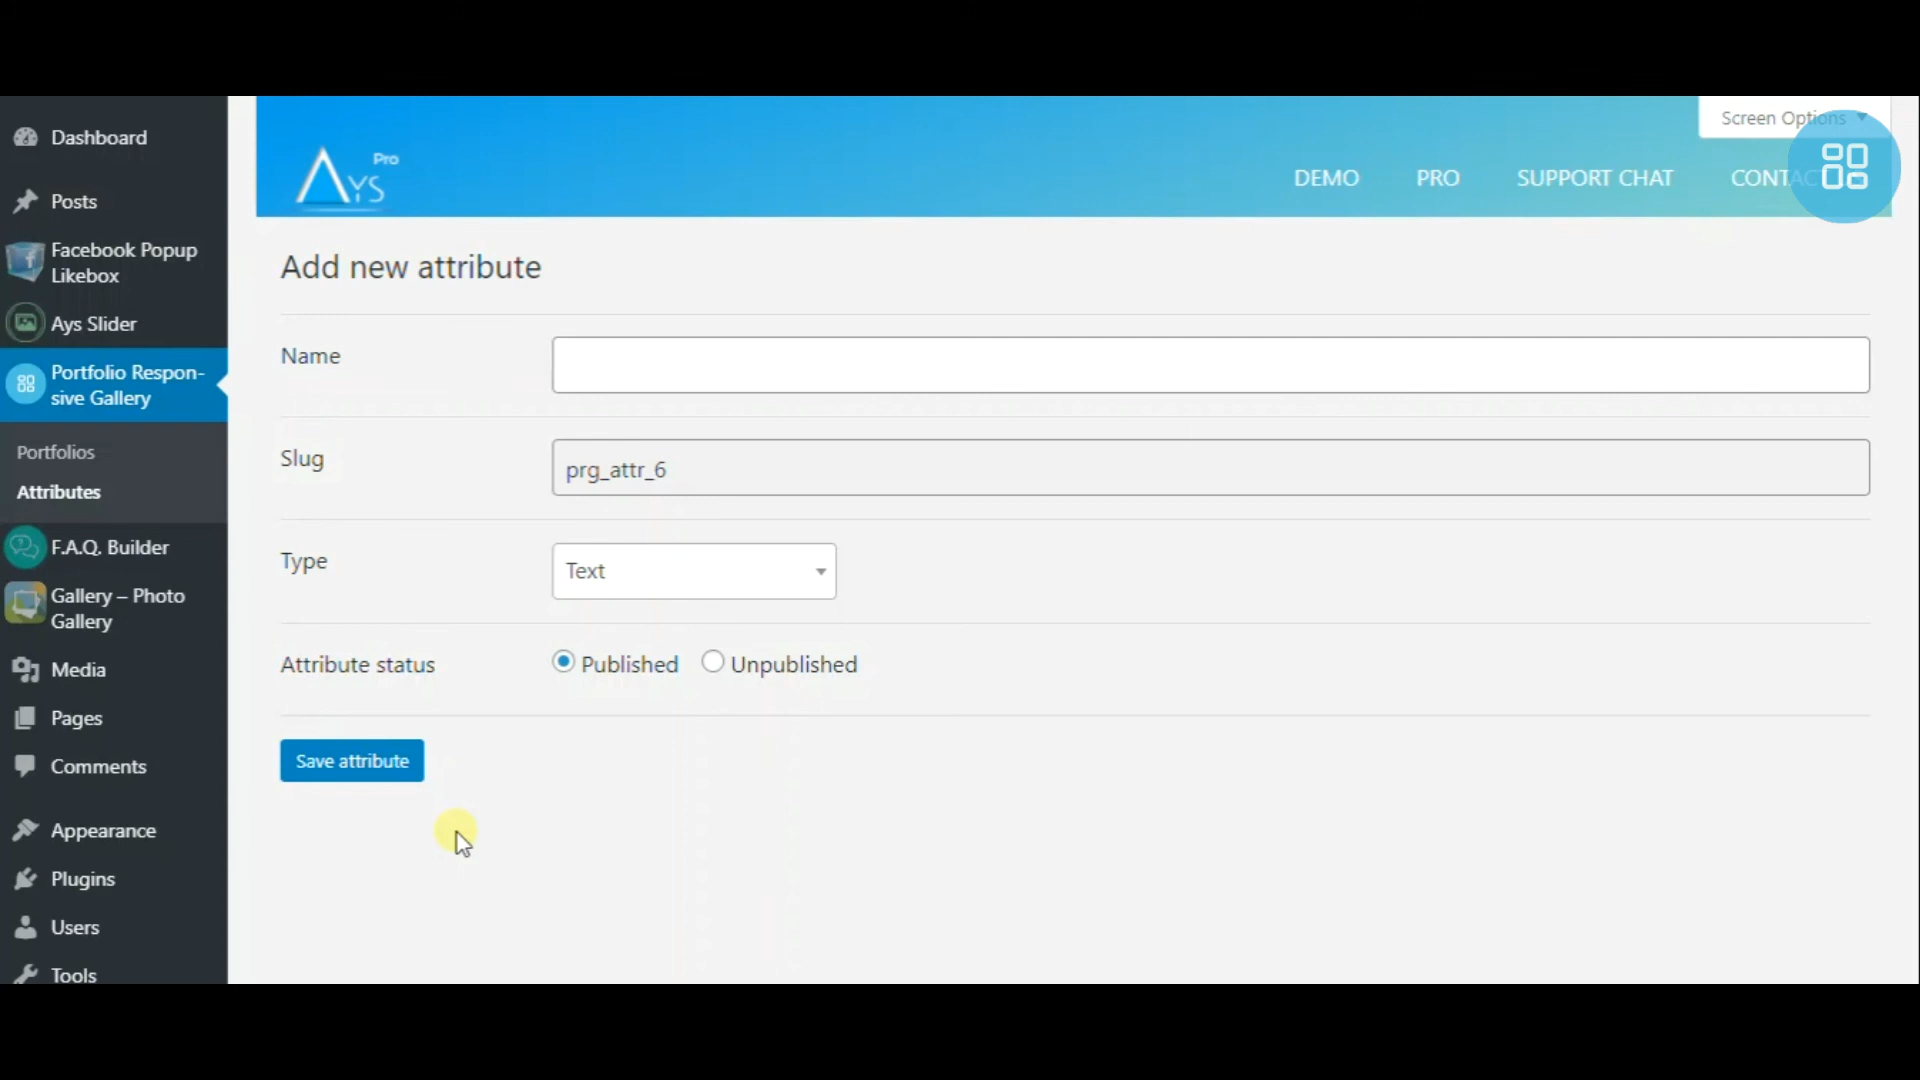 Screen Options
Pro
AYS
DEMO
PRO
SUPPORT CHAT
CONTAC
Dashboard
Posts
Facebook Popup
Likebox
Ays Slider
Portfolio Respon-
sive Gallery
Portfolios
Attributes
F.A.Q. Builder
Gallery – Photo
Gallery
Media
Pages
Comments
Appearance
Plugins
Users
Tools
Add new attribute
Name
Slug
prg_attr_6
Type
Text
Attribute status
Published
Unpublished
Save attribute